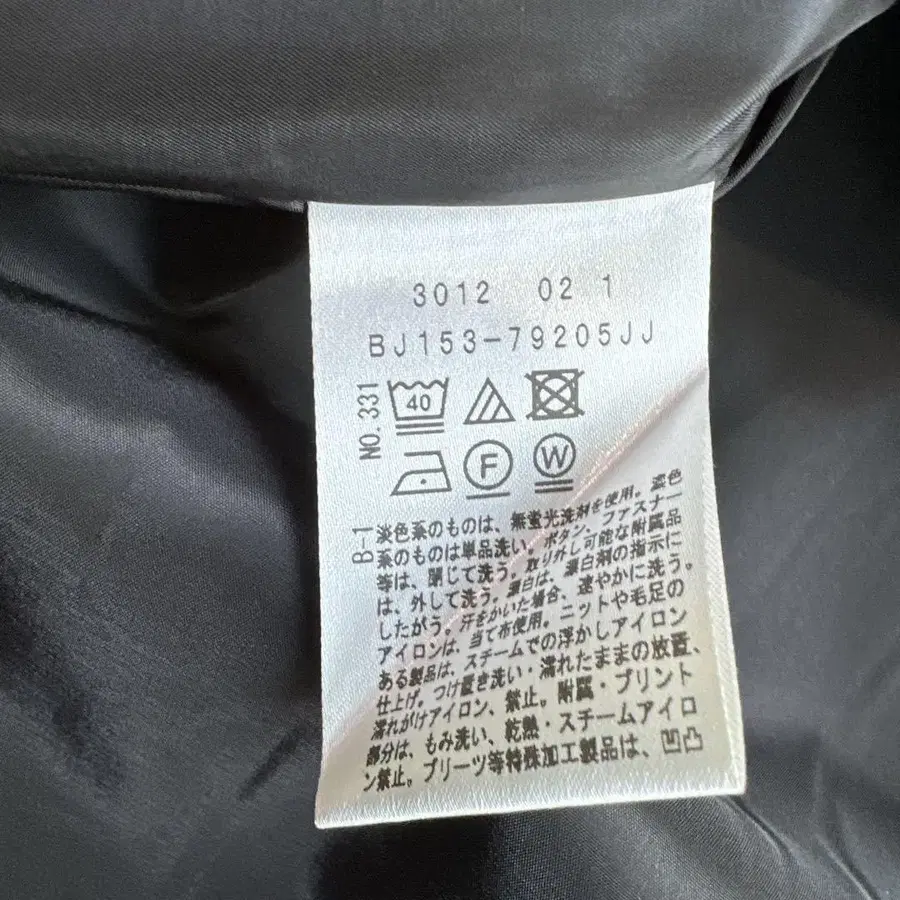 3012 02 1
BJ153-79205JJ
NO.331
40
F
W
B-1
淡色系のものは、無蛍光洗剤を使用。濃色
系のものは単品洗い。ボタン、ファスナー
等は、閉じて洗う。取り外し可能な附属品
は、外して洗う。漂白は、漂白剤の指示に
したがう。汗をかいた場合、速やかに洗う。
アイロンは、当て布使用。ニットや毛足の
ある製品は、スチームでの浮かしアイロン
仕上げ。つけ置き洗い・濡れたままの放置、
濡れがけアイロン、禁止。附属・プリント
部分は、もみ洗い、乾熱・スチームアイロ
ン禁止。プリーツ等特殊加工製品は、凹凸